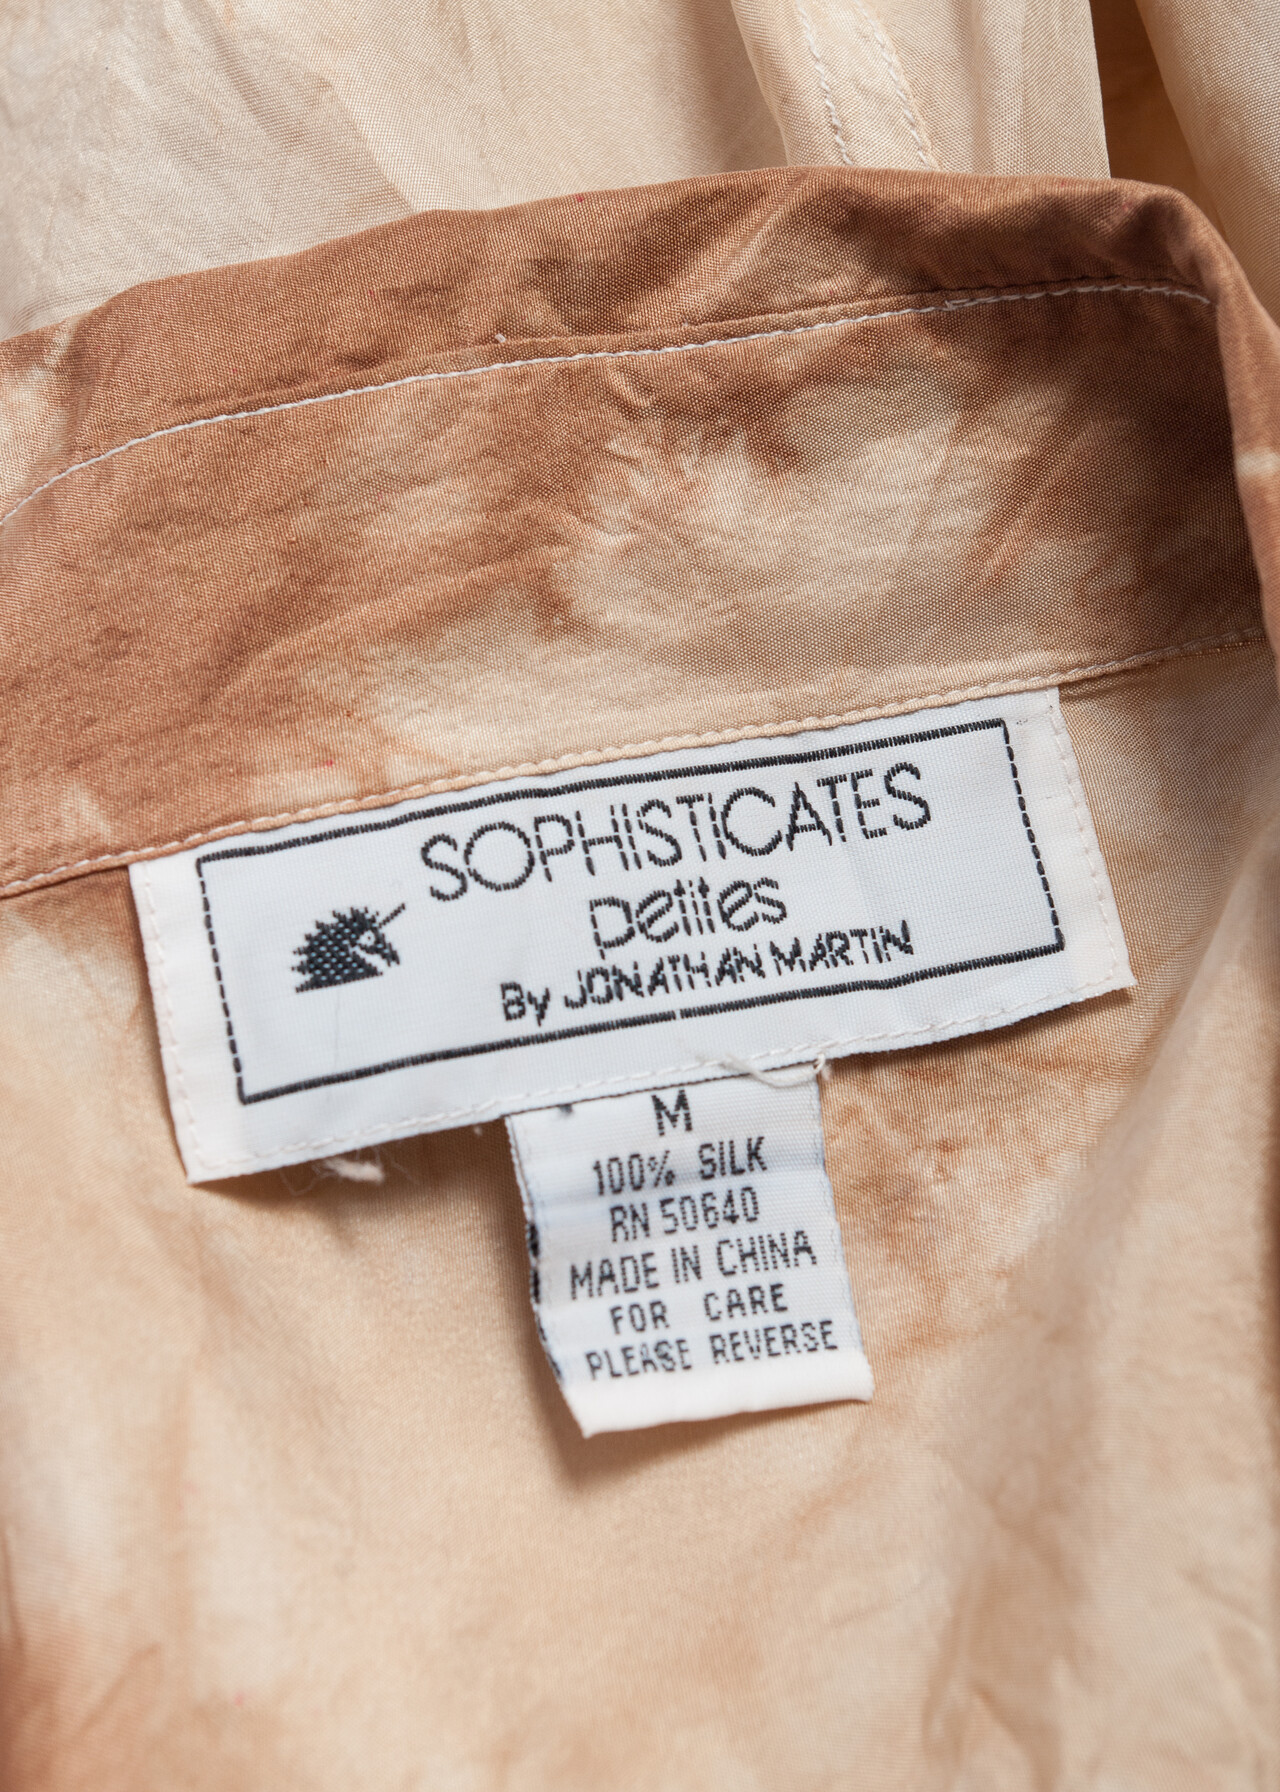 SOPHISTICATES
petites
By JONATHAN MARTIN
M
100% SILK
RN 50640
MADE IN CHINA
FOR CARE
PLEASE REVERSE